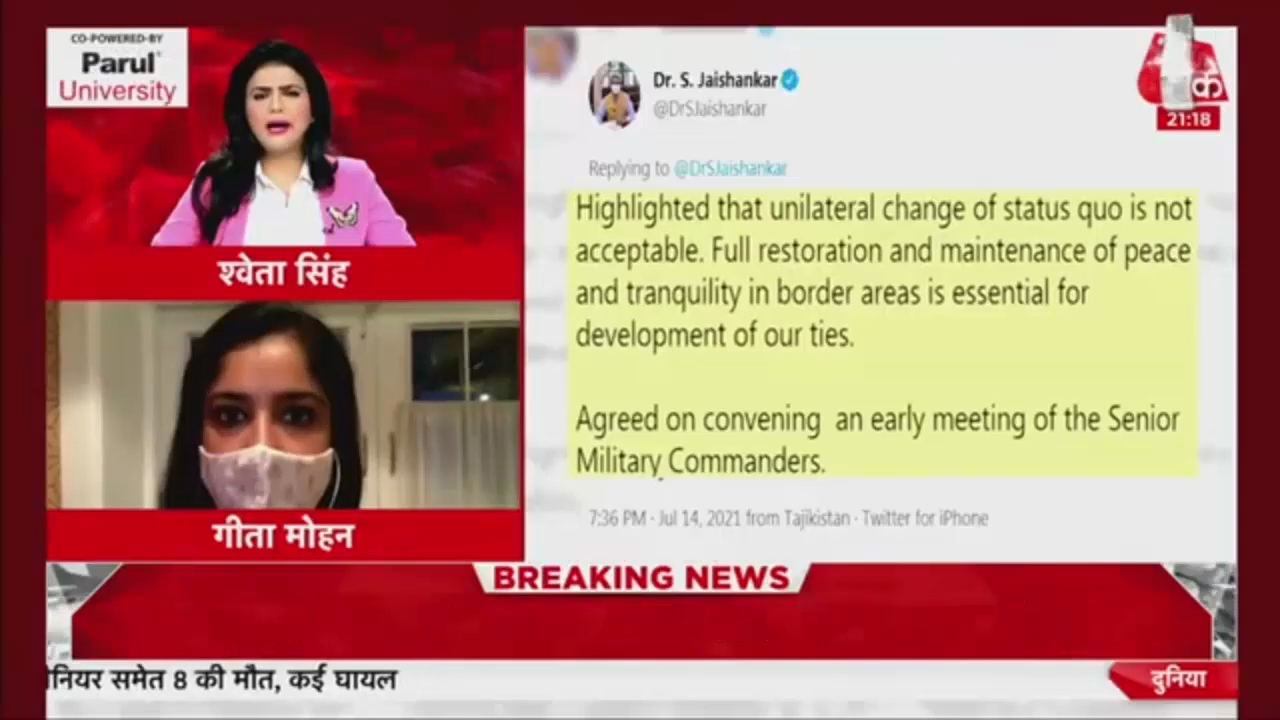 CO-POWERED-BY
Parul
University
श्वेता सिंह
गीता मोहन
Dr. S. Jaishankar
@DrSJaishankar
Replying to @DrSJaishankar
Highlighted that unilateral change of status quo is not
acceptable. Full restoration and maintenance of peace
and tranquility in border areas is essential for
development of our ties.
Agreed on convening an early meeting of the Senior
Military Commanders.
7:36 PM · Jul 14, 2021 from Tajikistan · Twitter for iPhone
21:18
BREAKING NEWS
समेत 8 की मौत, कई घायल
दुनिया